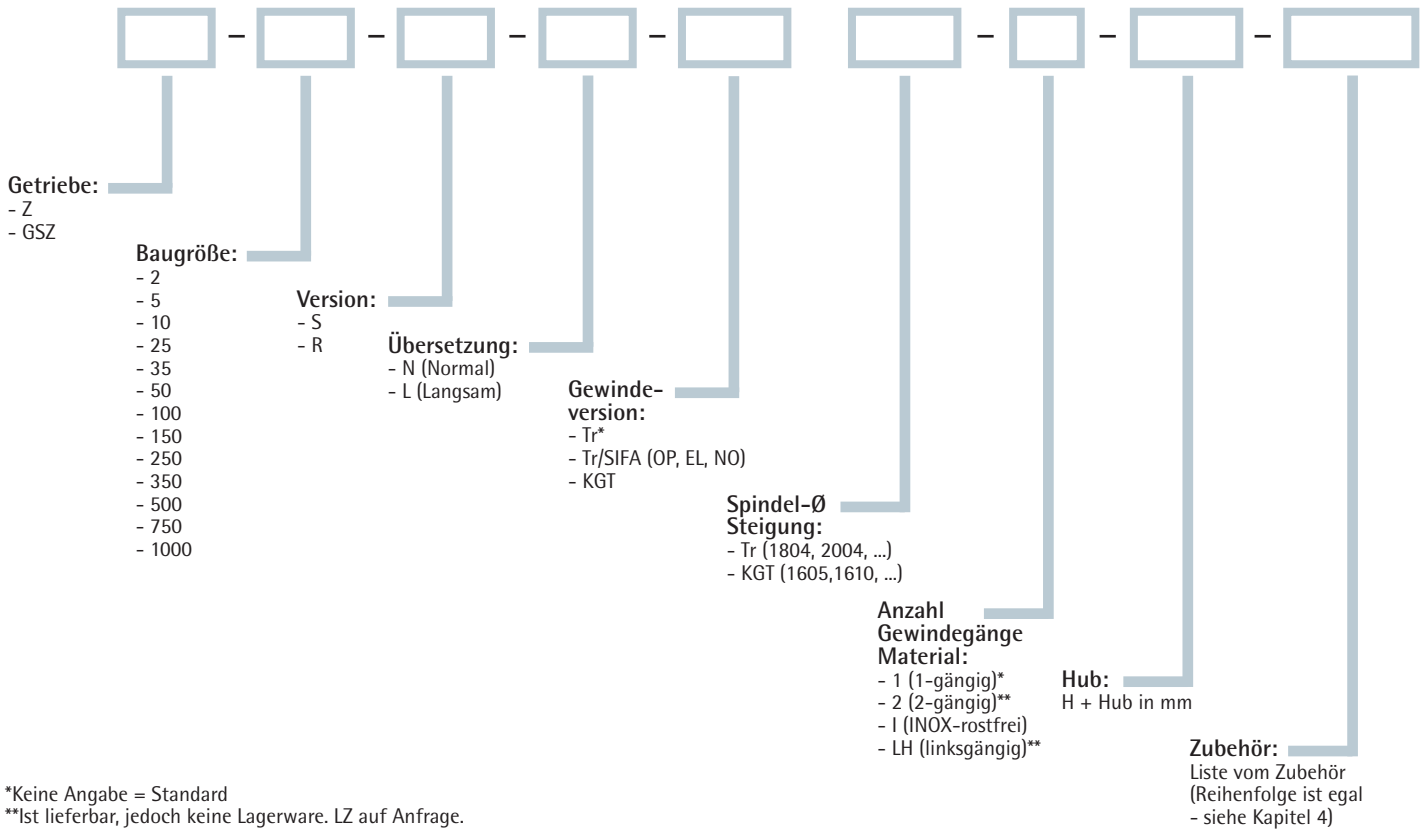 – – – – – – –
Getriebe:
- Z
- GSZ
Baugröße:
- 2
- 5
- 10
- 25
- 35
- 50
- 100
- 150
- 250
- 350
- 500
- 750
- 1000
Version:
- S
- R
Übersetzung:
- N (Normal)
- L (Langsam)
Gewinde-
version:
- Tr*
- Tr/SIFA (OP, EL, NO)
- KGT
Spindel-Ø
Steigung:
- Tr (1804, 2004, ...)
- KGT (1605,1610, ...)
Anzahl
Gewindegänge
Material:
- 1 (1-gängig)*
- 2 (2-gängig)**
- I (INOX-rostfrei)
- LH (linksgängig)**
Hub:
H + Hub in mm
Zubehör:
Liste vom Zubehör
(Reihenfolge ist egal
- siehe Kapitel 4)
*Keine Angabe = Standard
**Ist lieferbar, jedoch keine Lagerware. LZ auf Anfrage.